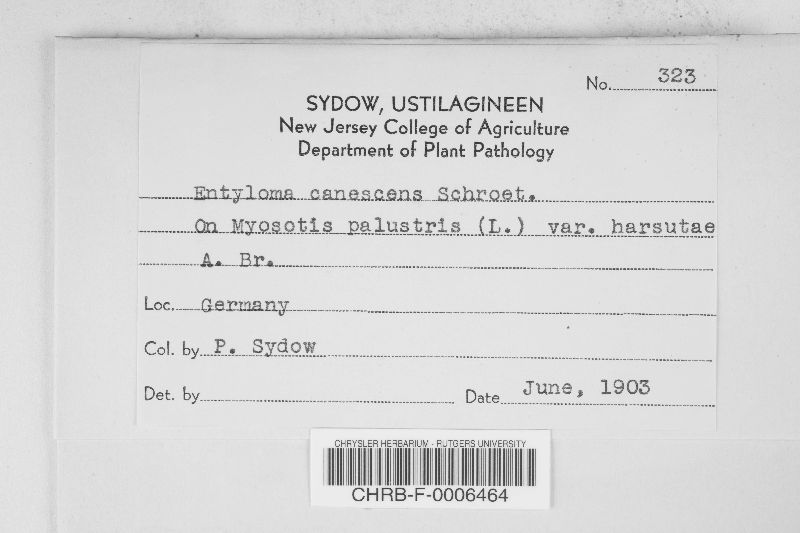 No. 323
SYDOW, USTILAGINEEN
New Jersey College of Agriculture
Department of Plant Pathology
Entyloma canescens Schroet.
On Myosotis palustris (L.) var. harsutae
A. Br.
Loc. Germany
Col. by P. Sydow
Det. by
Date June, 1903
CHRYSLER HERBARIUM - RUTGERS UNIVERSITY
CHRB-F-0006464